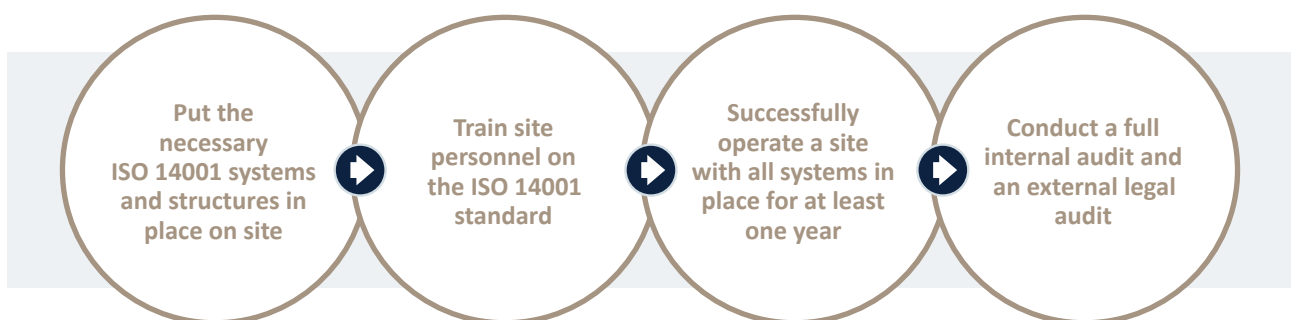 Put the
necessary
ISO 14001 systems
and structures in
place on site
Train site
personnel on
the ISO 14001
standard
Successfully
operate a site
with all systems in
place for at least
one year
Conduct a full
internal audit and
an external legal
audit